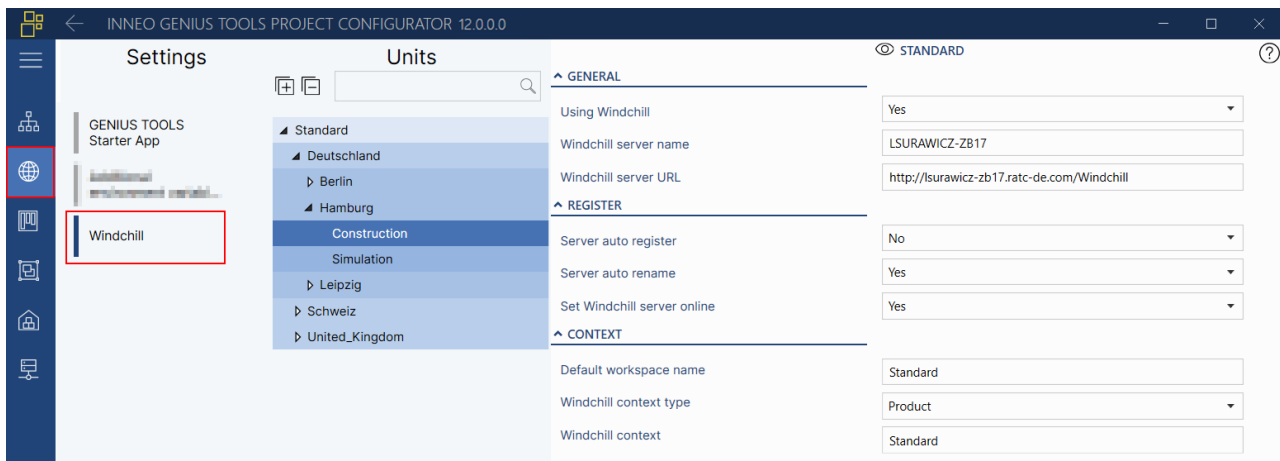 INNEO GENIUS TOOLS PROJECT CONFIGURATOR 12.0.0.0
Settings
Units
STANDARD
GENERAL
GENIUS TOOLS
Starter App
Windchill
Standard
Deutschland
Berlin
Hamburg
Construction
Simulation
Leipzig
Schweiz
United_Kingdom
Using Windchill Yes
Windchill server name LSURAWICZ-ZB17
Windchill server URL http://lsurawicz-zb17.ratc-de.com/Windchill
REGISTER
Server auto register No
Server auto rename Yes
Set Windchill server online Yes
CONTEXT
Default workspace name Standard
Windchill context type Product
Windchill context Standard